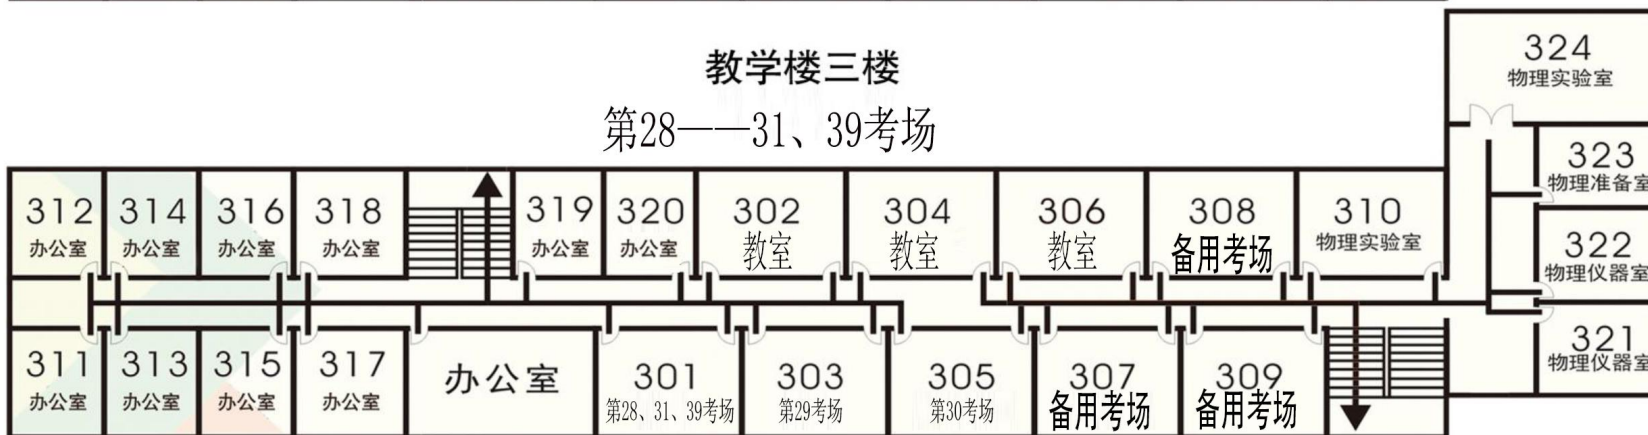 教学楼三楼
第28——31、39考场
324
物理实验室
323
物理准备室
322
物理仪器室
321
物理仪器室
312
办公室
314
办公室
316
办公室
318
办公室
319
办公室
320
办公室
302
教室
304
教室
306
教室
308
备用考场
310
物理实验室
311
办公室
313
办公室
315
办公室
317
办公室
办公室
301
第28、31、39考场
303
第29考场
305
第30考场
307
备用考场
309
备用考场